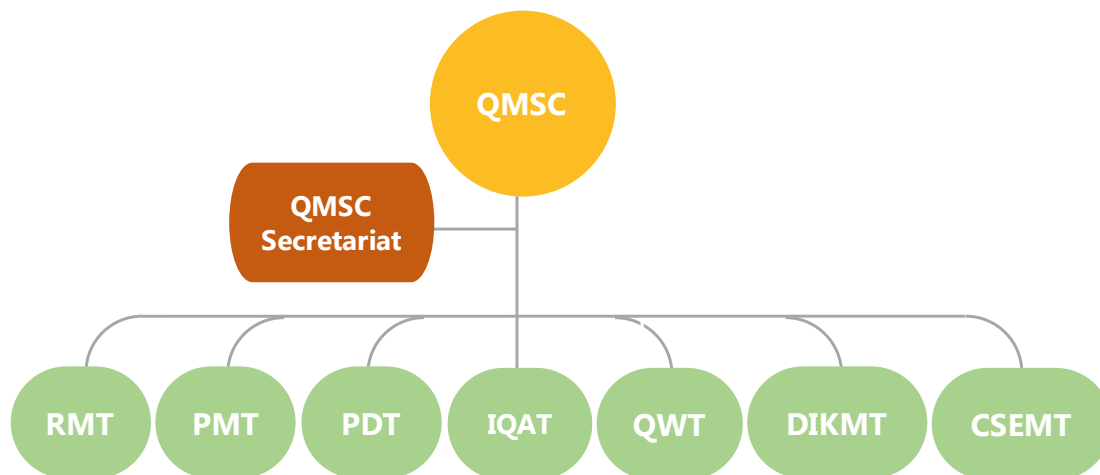 QMSC
QMSC
Secretariat
RMT
PMT
PDT
IQAT
QWT
DIKMT
CSEMT